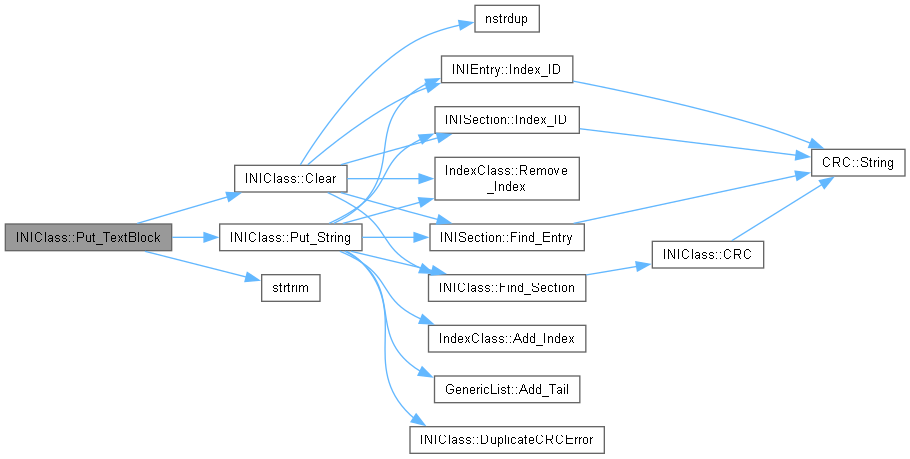 nstrdup
INIEntry::Index_ID
INISection::Index_ID
CRC::String
INIClass::Clear
IndexClass::Remove
_Index
INIClass::Put_TextBlock
INIClass::Put_String
INISection::Find_Entry
INIClass::CRC
strtrim
INIClass::Find_Section
IndexClass::Add_Index
GenericList::Add_Tail
INIClass::DuplicateCRCError